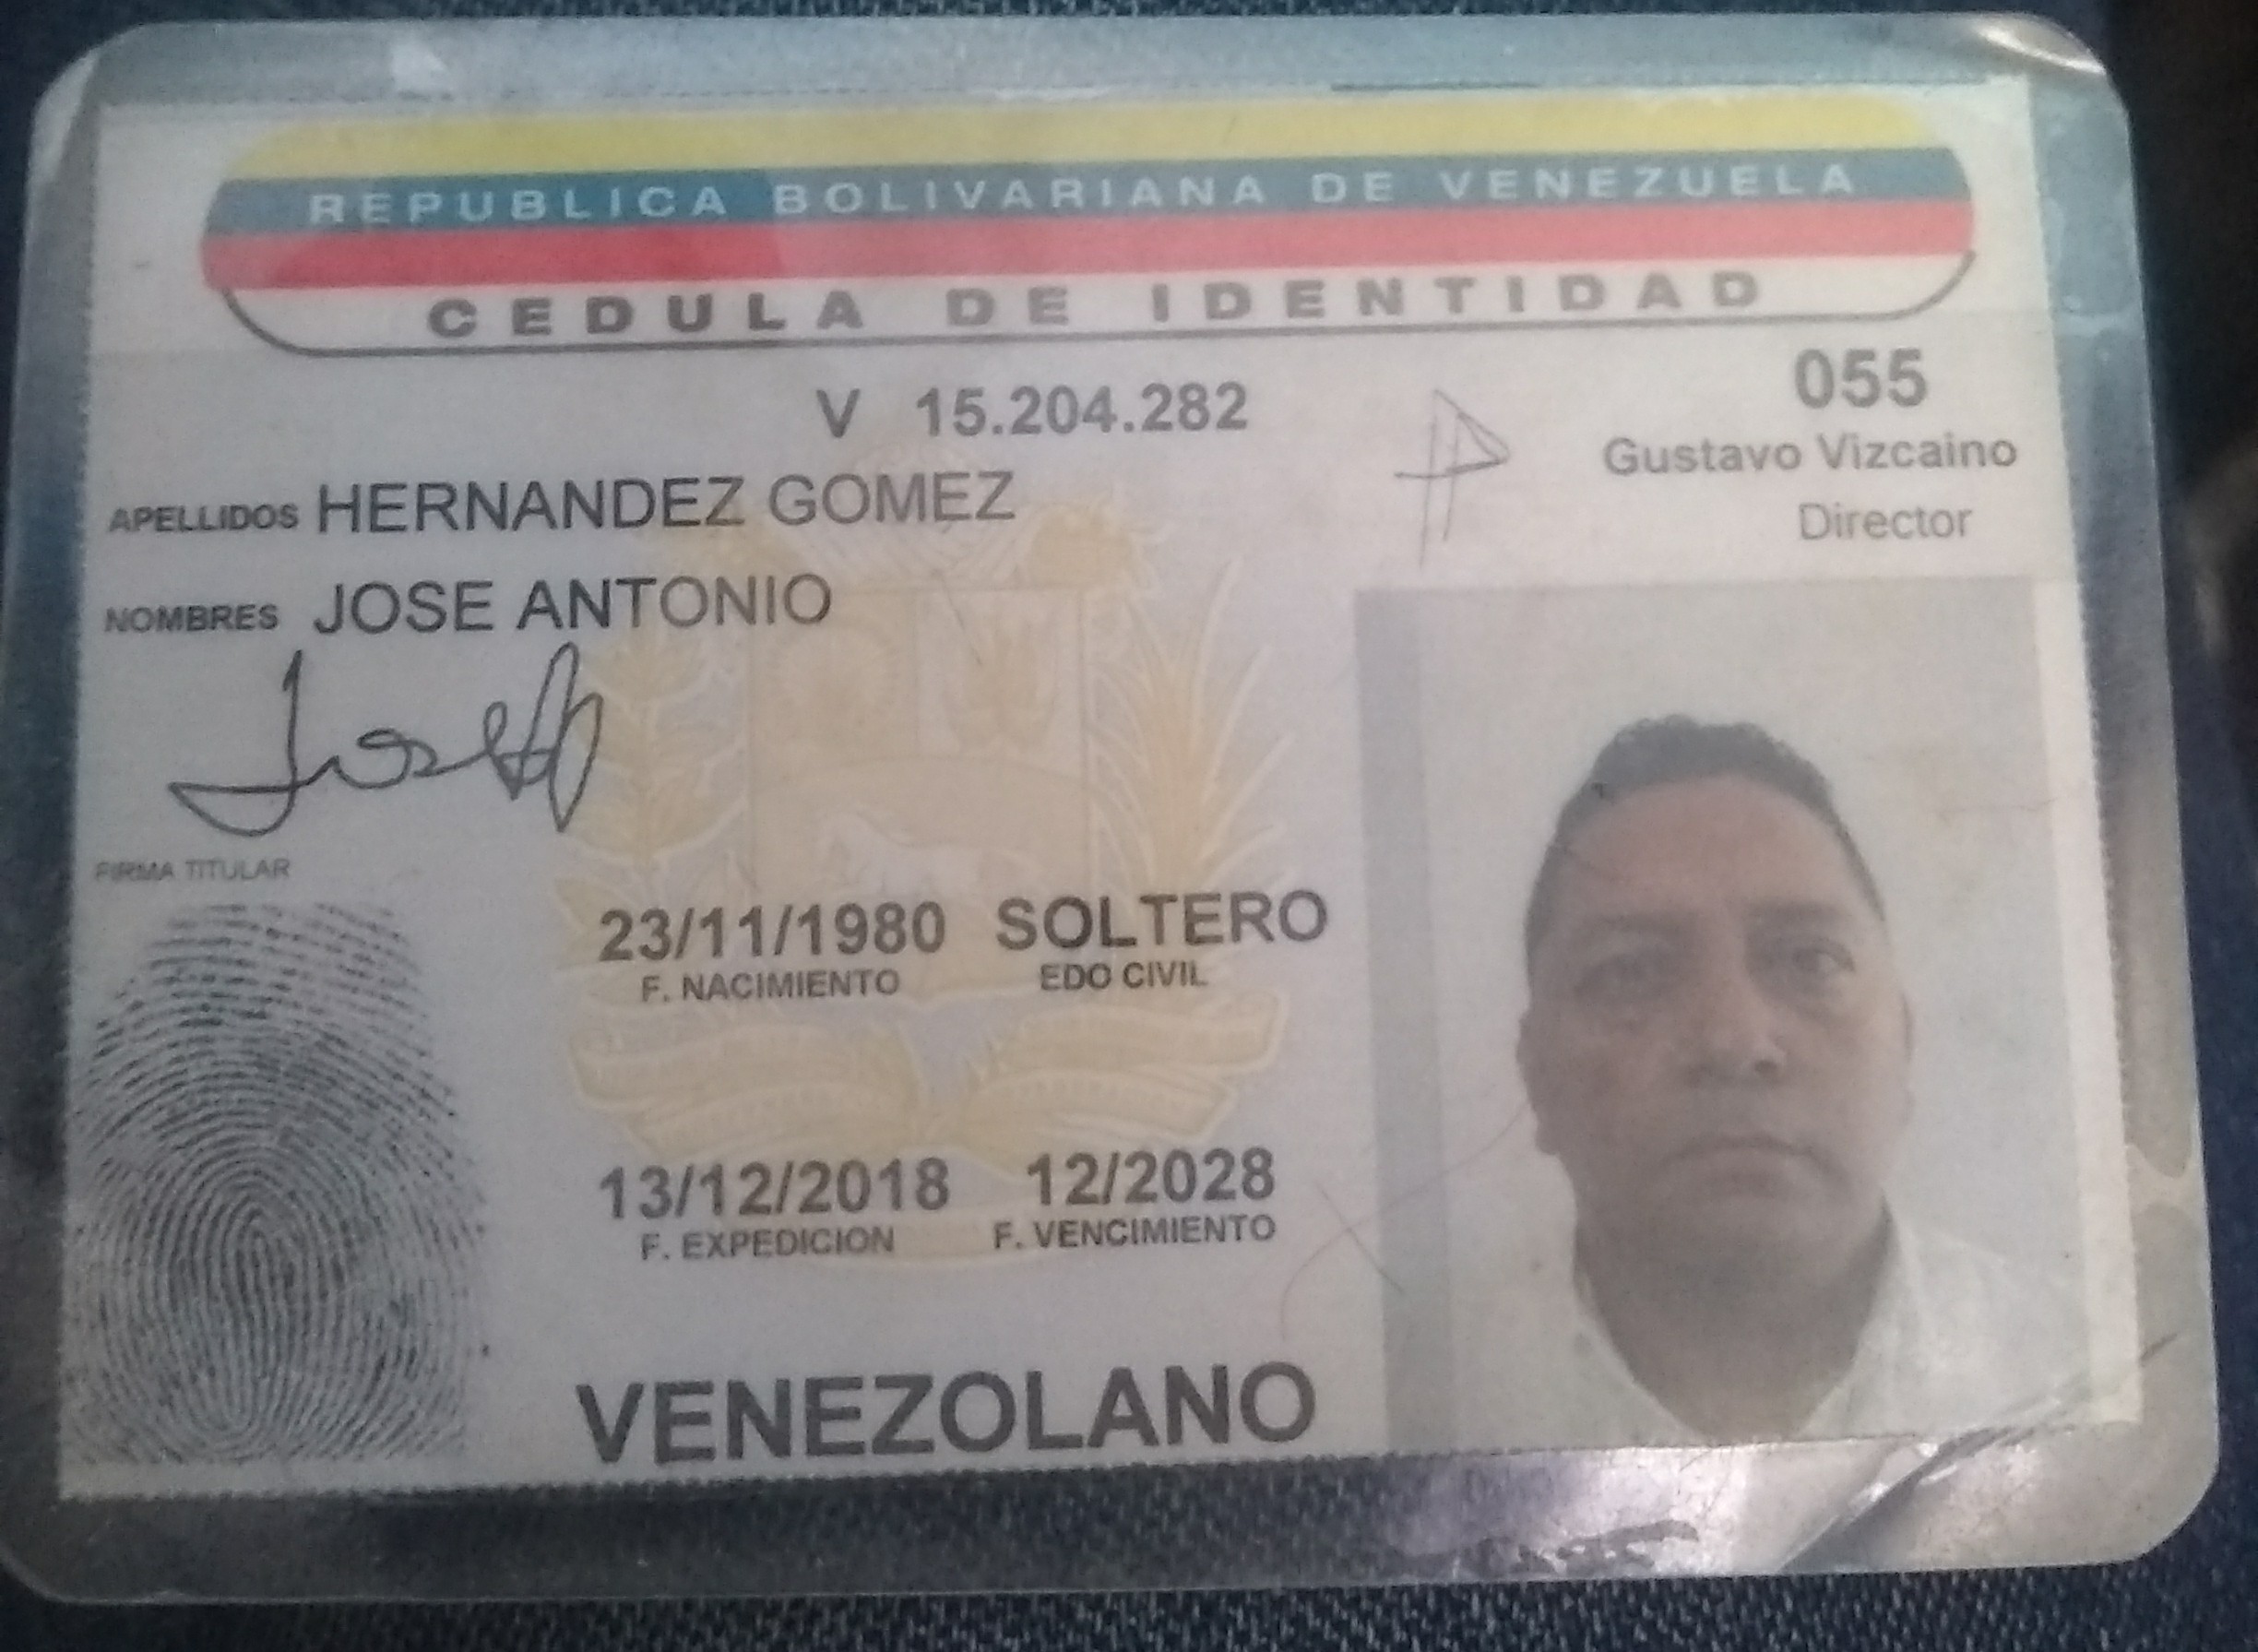 REPUBLICA BOLIVARIANA DE VENEZUELA
CEDULA DE IDENTIDAD
V 15.204.282
055
Gustavo Vizcaino
Director
APELLIDOS HERNANDEZ GOMEZ
NOMBRES JOSE ANTONIO
FIRMA TITULAR
23/11/1980 SOLTERO
F. NACIMIENTO EDO CIVIL
13/12/2018 12/2028
F. EXPEDICION F. VENCIMIENTO
VENEZOLANO